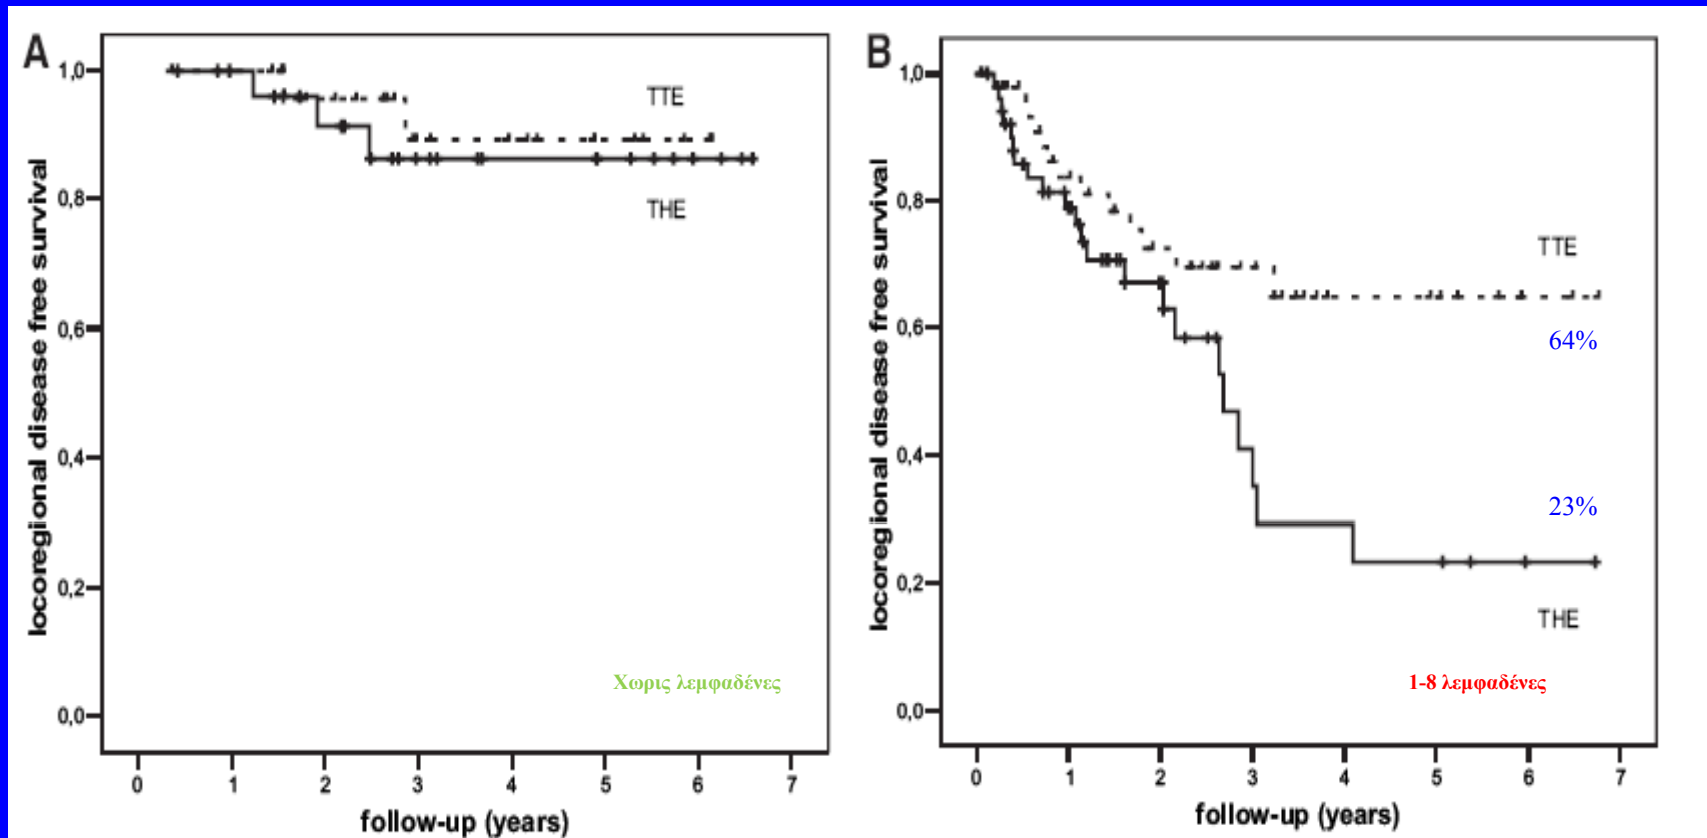 A
locoregional disease free survival
1,0
0,8
0,6
0,4
0,2
0,0
TTE
THE
Χωρις λεμφαδένες
0 1 2 3 4 5 6 7
follow-up (years)
B
locoregional disease free survival
1,0
0,8
0,6
0,4
0,2
0,0
TTE
64%
23%
THE
1-8 λεμφαδένες
0 1 2 3 4 5 6 7
follow-up (years)